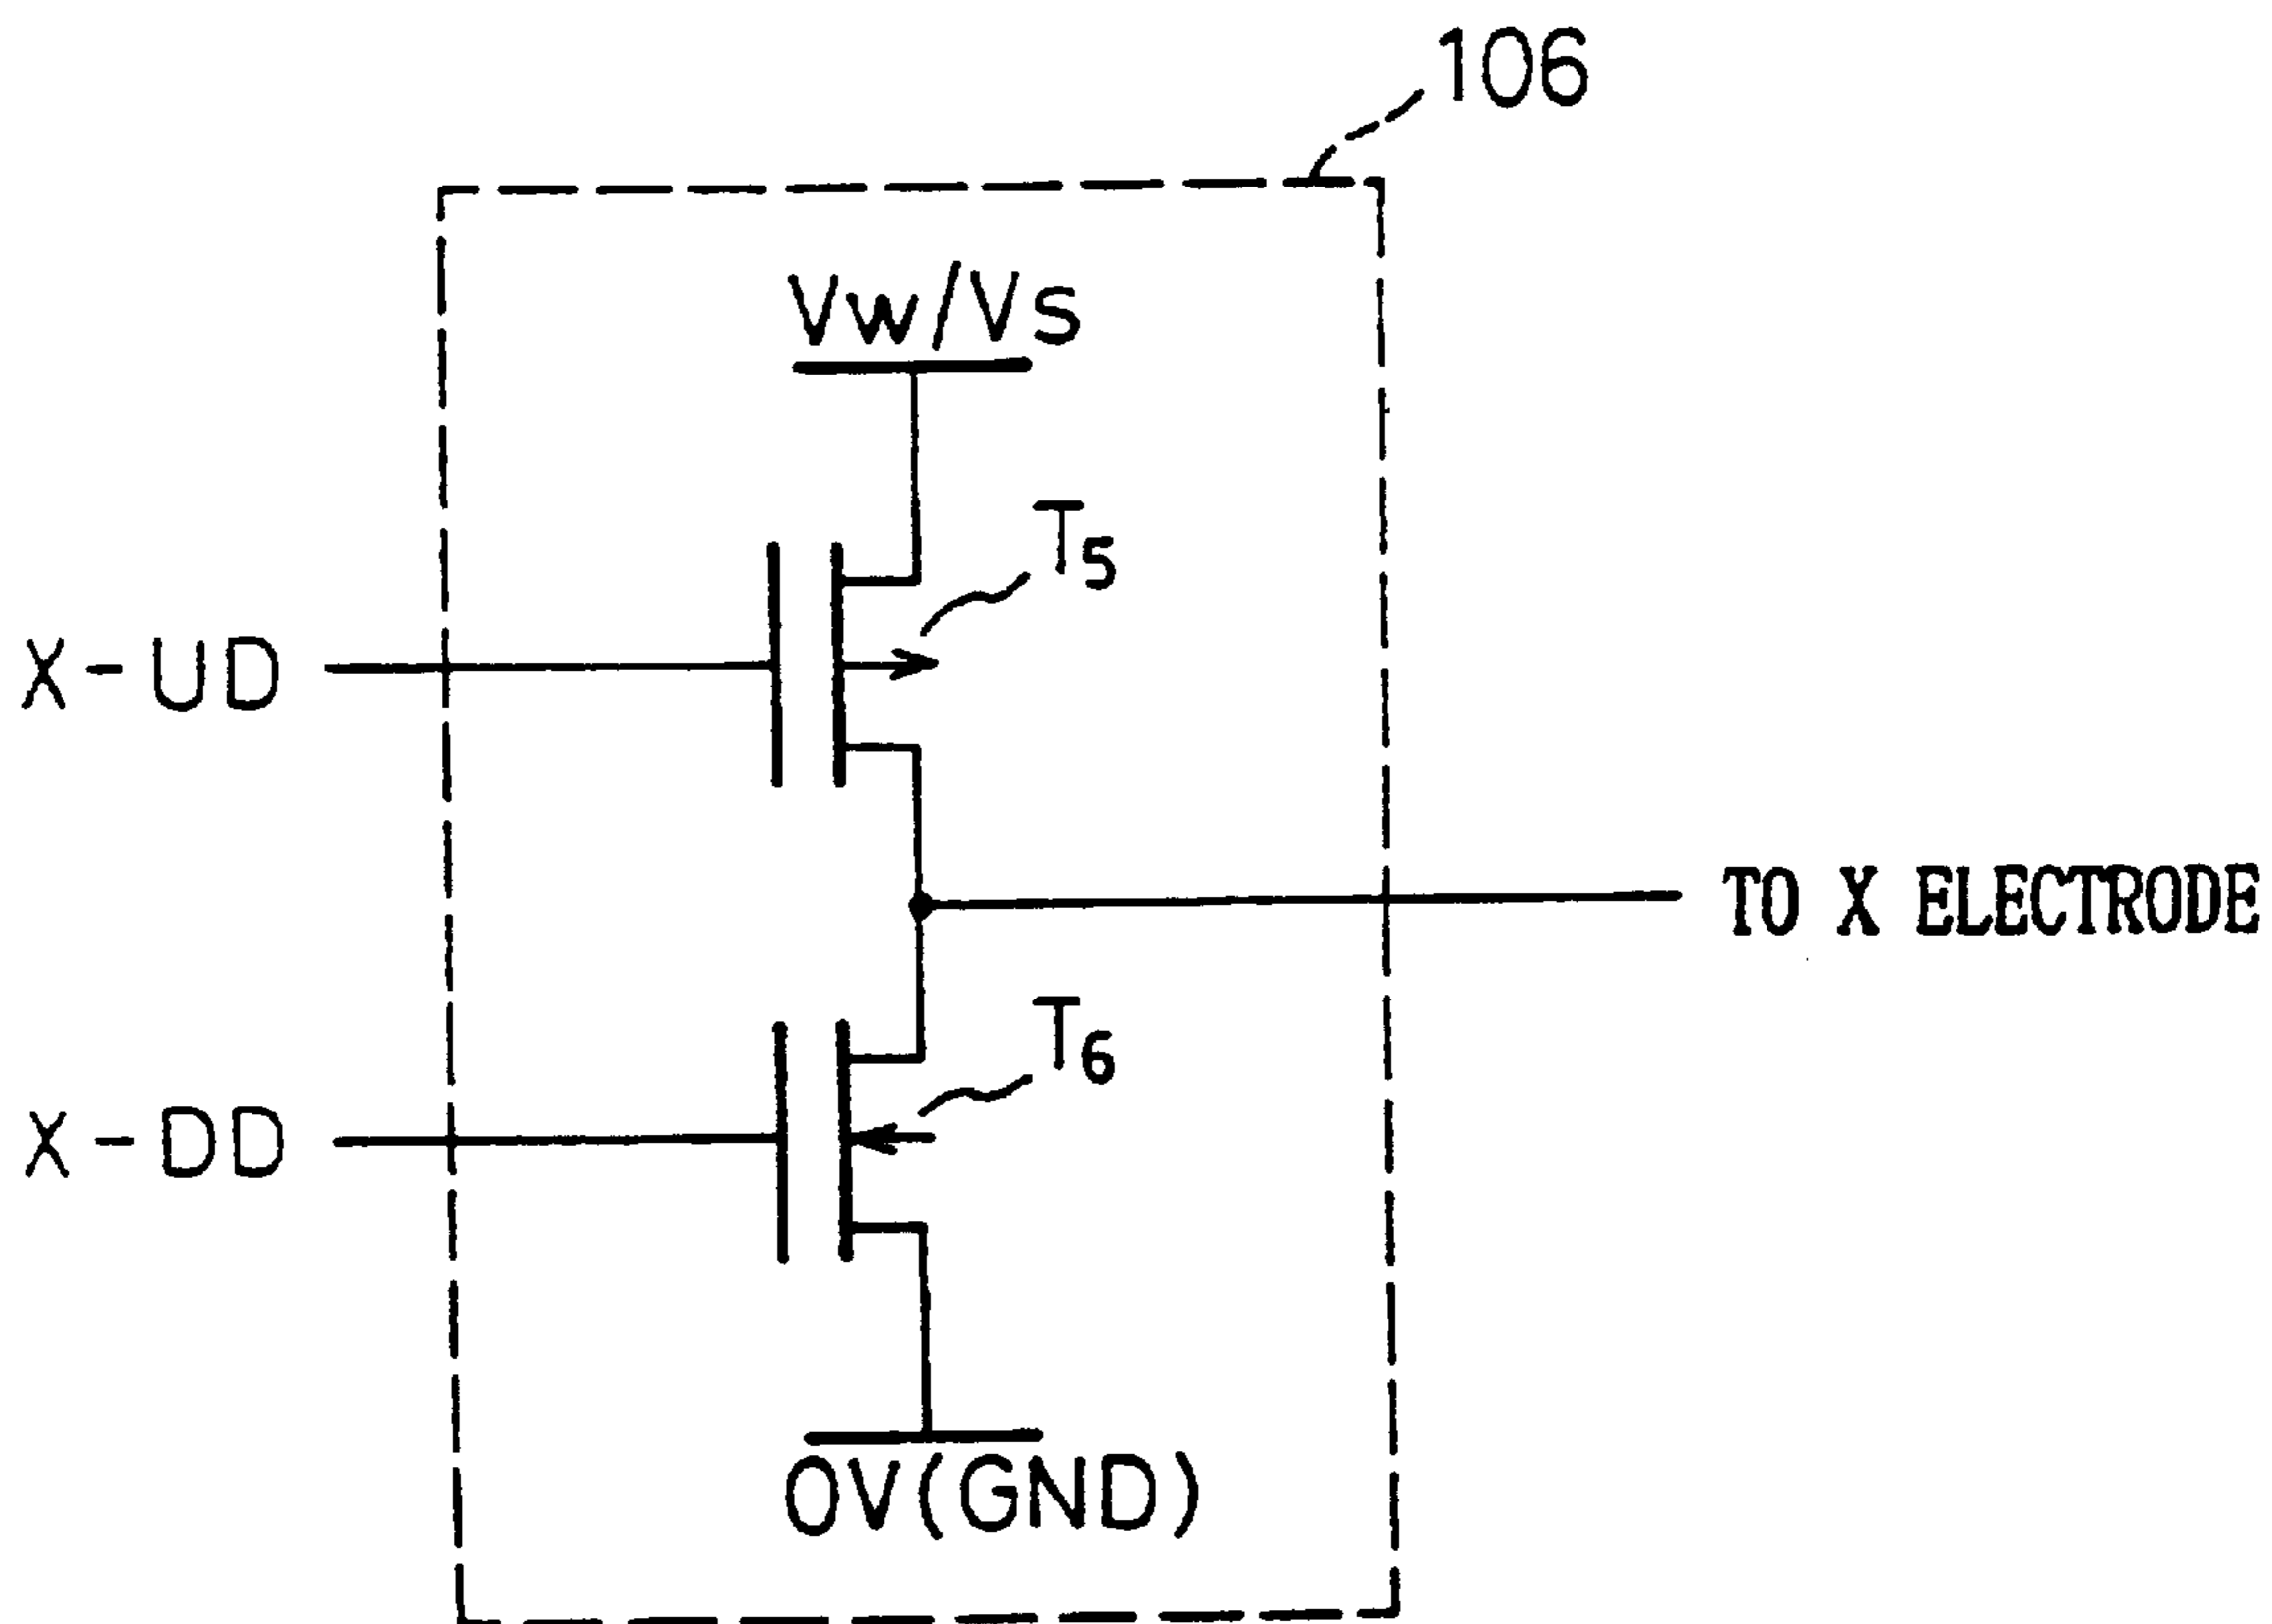 106
Vw/Vs
T5
X-UD
TO X ELECTRODE
T6
X-DD
0V(GND)